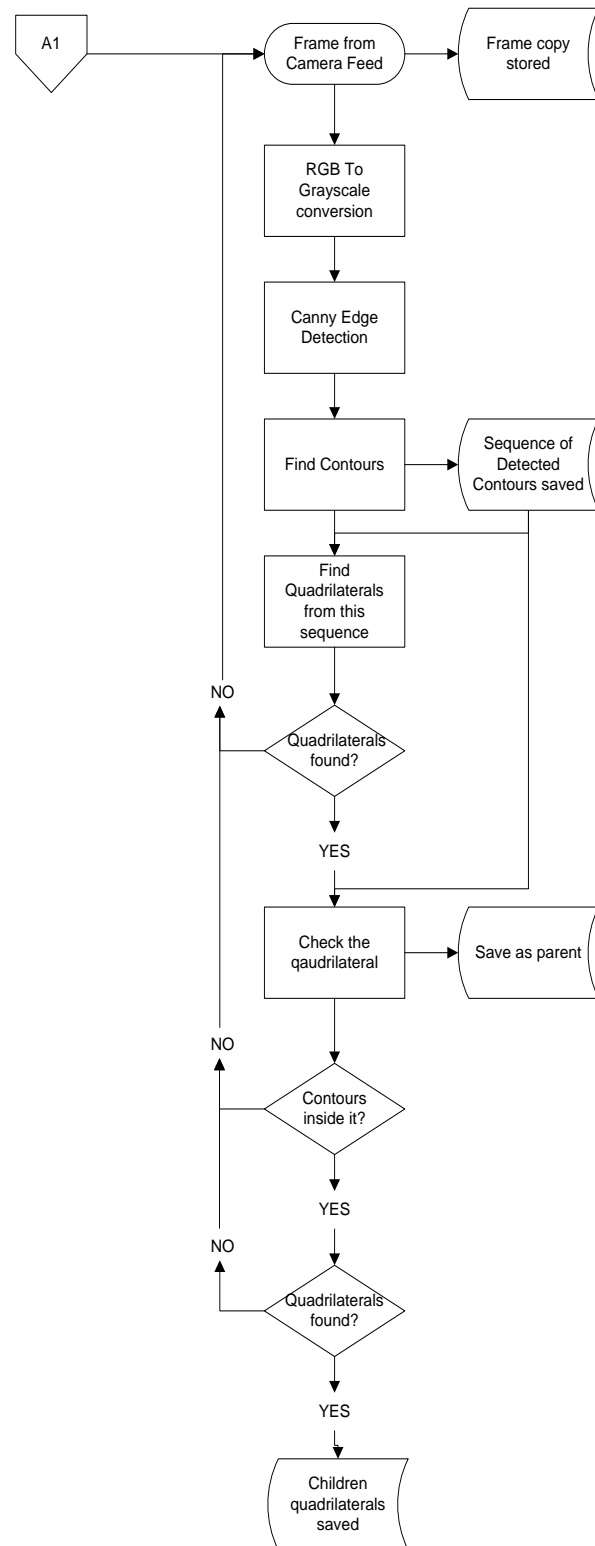 A1
Frame from
Camera Feed
Frame copy
stored
RGB To
Grayscale
conversion
Canny Edge
Detection
Find Contours
Sequence of
Detected
Contours saved
Find
Quadrilaterals
from this
sequence
NO
Quadrilaterals
found?
YES
Check the
qaudrilateral
Save as parent
NO
Contours
inside it?
YES
NO
Quadrilaterals
found?
YES
Children
quadrilaterals
saved